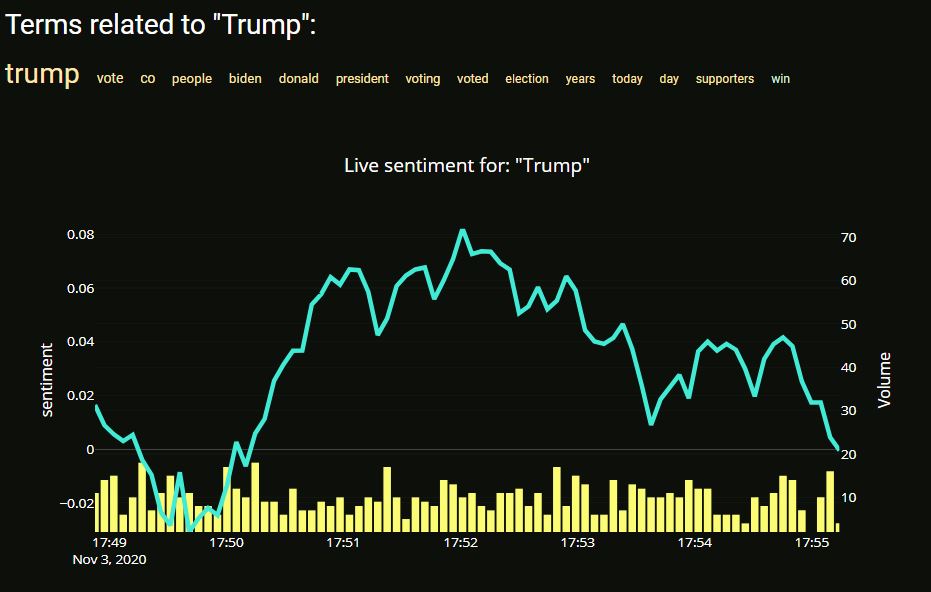 Terms related to "Trump":
trump vote co people biden donald president voting voted election years today day supporters win
Live sentiment for: "Trump"
0.08
0.06
0.04
0.02
0
−0.02
sentiment
70
60
50
40
30
20
10
Volume
17:49 17:50 17:51 17:52 17:53 17:54 17:55
Nov 3, 2020